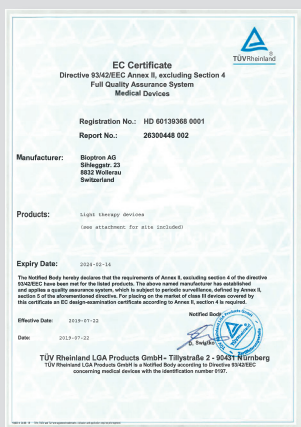 TÜVRheinland
EC Certificate
Directive 93/42/EEC Annex II, excluding Section 4
Full Quality Assurance System
Medical Devices
Registration No.: HD 60139368 0001
Report No.: 26300448 002
Manufacturer: Bioptron AG
Sihleggstr. 23
8832 Wollerau
Switzerland
Products: Light therapy devices
(see attachment for site included)
Expiry Date: 2024-02-14
The Notified Body hereby declares that the requirements of Annex II, excluding section 4 of the directive
93/42/EEC have been met for the listed products. The above named manufacturer has established
and applies a quality assurance system, which is subject to periodic surveillance, defined by Annex II,
section 5 of the aforementioned directive. For placing on the market of class III devices covered by
this certificate an EC design-examination certificate according to Annex II, section 4 is required.
Notified Body
Effective Date: 2019-07-22
Date: 2019-07-22
TÜV Rheinland LGA Products GmbH - Tillystraße 2 - 90431 Nürnberg
TÜV Rheinland LGA Products GmbH is a Notified Body according to Directive 93/42/EEC
concerning medical devices with the identification number 0197.